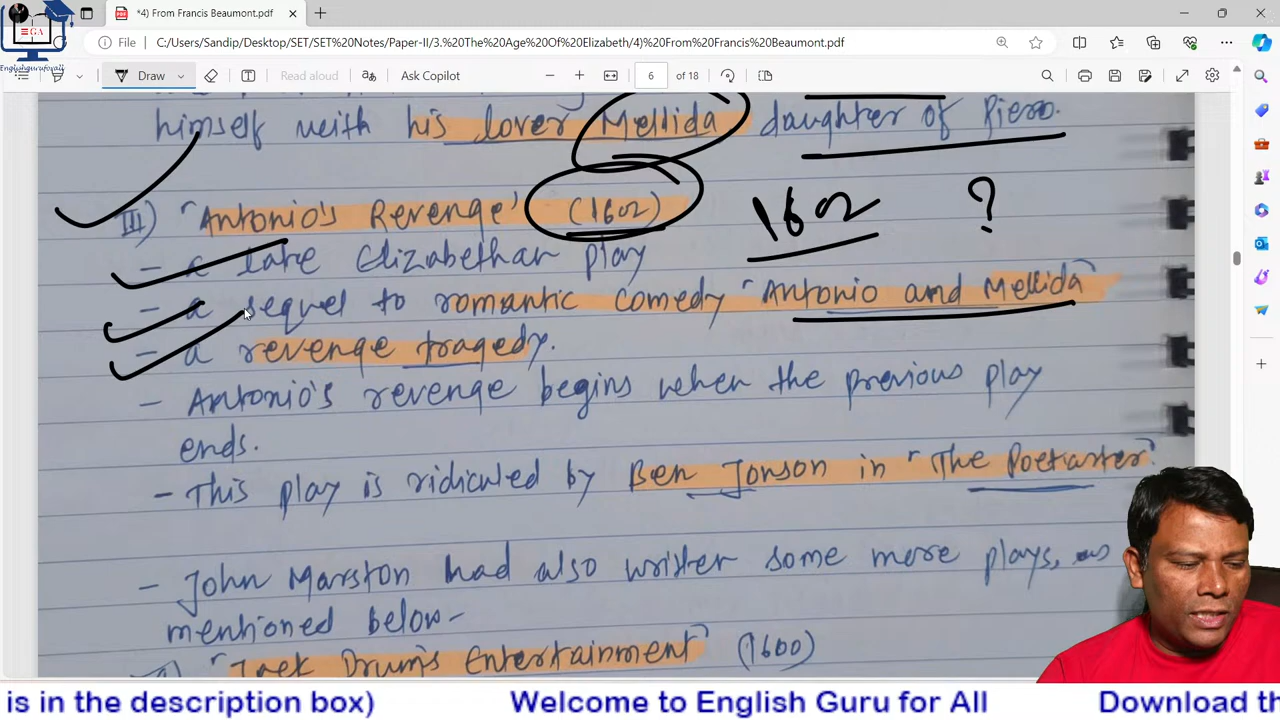 *4) From Francis Beaumont.pdf
File C:/Users/Sandip/Desktop/SET/SET%20Notes/Paper-II/3.%20The%20Age%20Of%20Elizabeth/4)%20From%20Francis%20Beaumont.pdf
EGA
Englishguruforall
Draw Read aloud Ask Copilot 6 of 18
himself with his lover Mellida daughter of Piero.
III) "Antonio's Revenge" (1602) 1602 ?
- a late Elizabethan play
- a sequel to romantic comedy "Antonio and Mellida"
- a revenge tragedy.
- Antonio's revenge begins when the previous play
ends.
- This play is ridiculed by Ben Jonson in "The Poetaster"
- John Marston had also written some more plays, as
mentioned below-
"Jack Drum's Entertainment" (1600)
is in the description box) Welcome to English Guru for All Download th